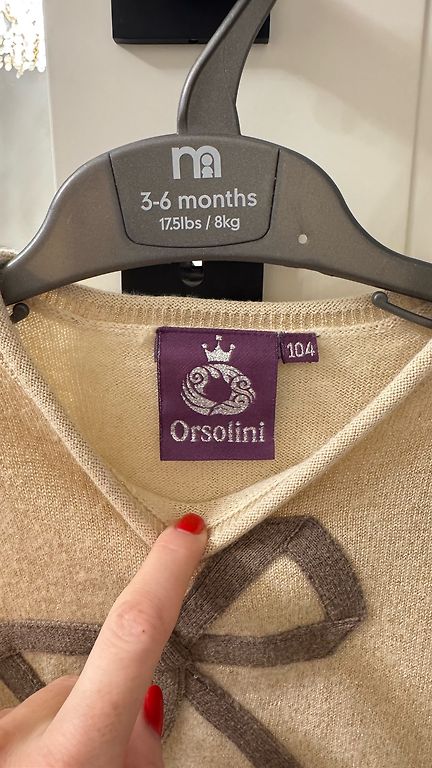 m
3-6 months
17.5lbs / 8kg
104
Orsolini